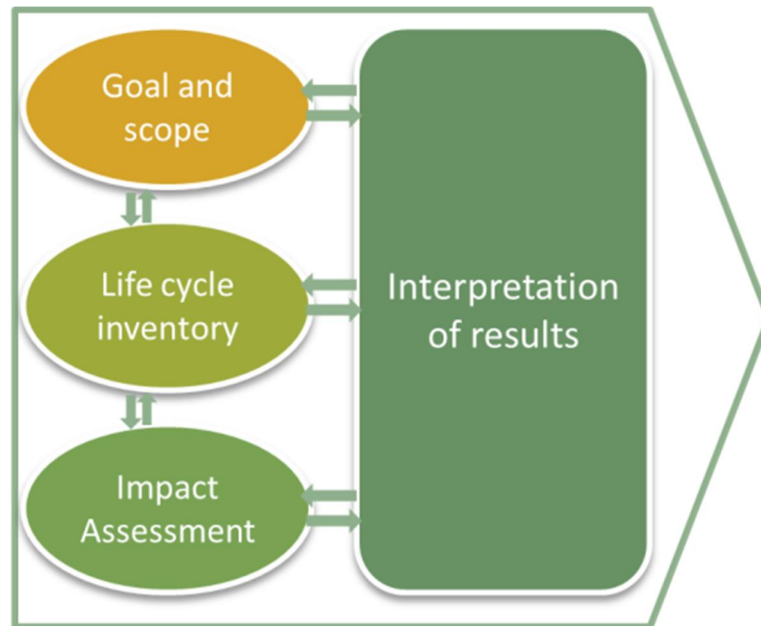 Goal and
scope
Life cycle
inventory
Impact
Assessment
Interpretation
of results